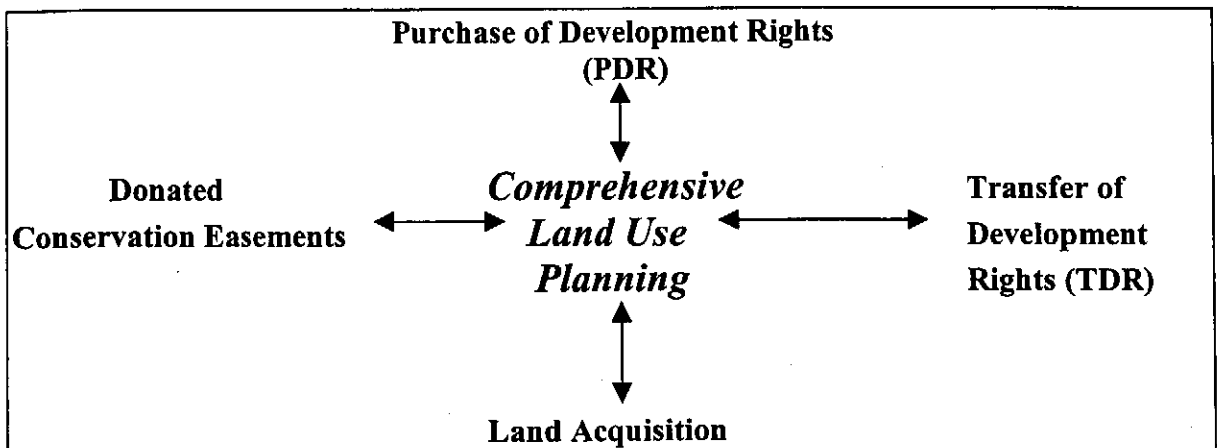 Purchase of Development Rights
(PDR)
Donated
Conservation Easements
Comprehensive
Land Use
Planning
Transfer of
Development
Rights (TDR)
Land Acquisition